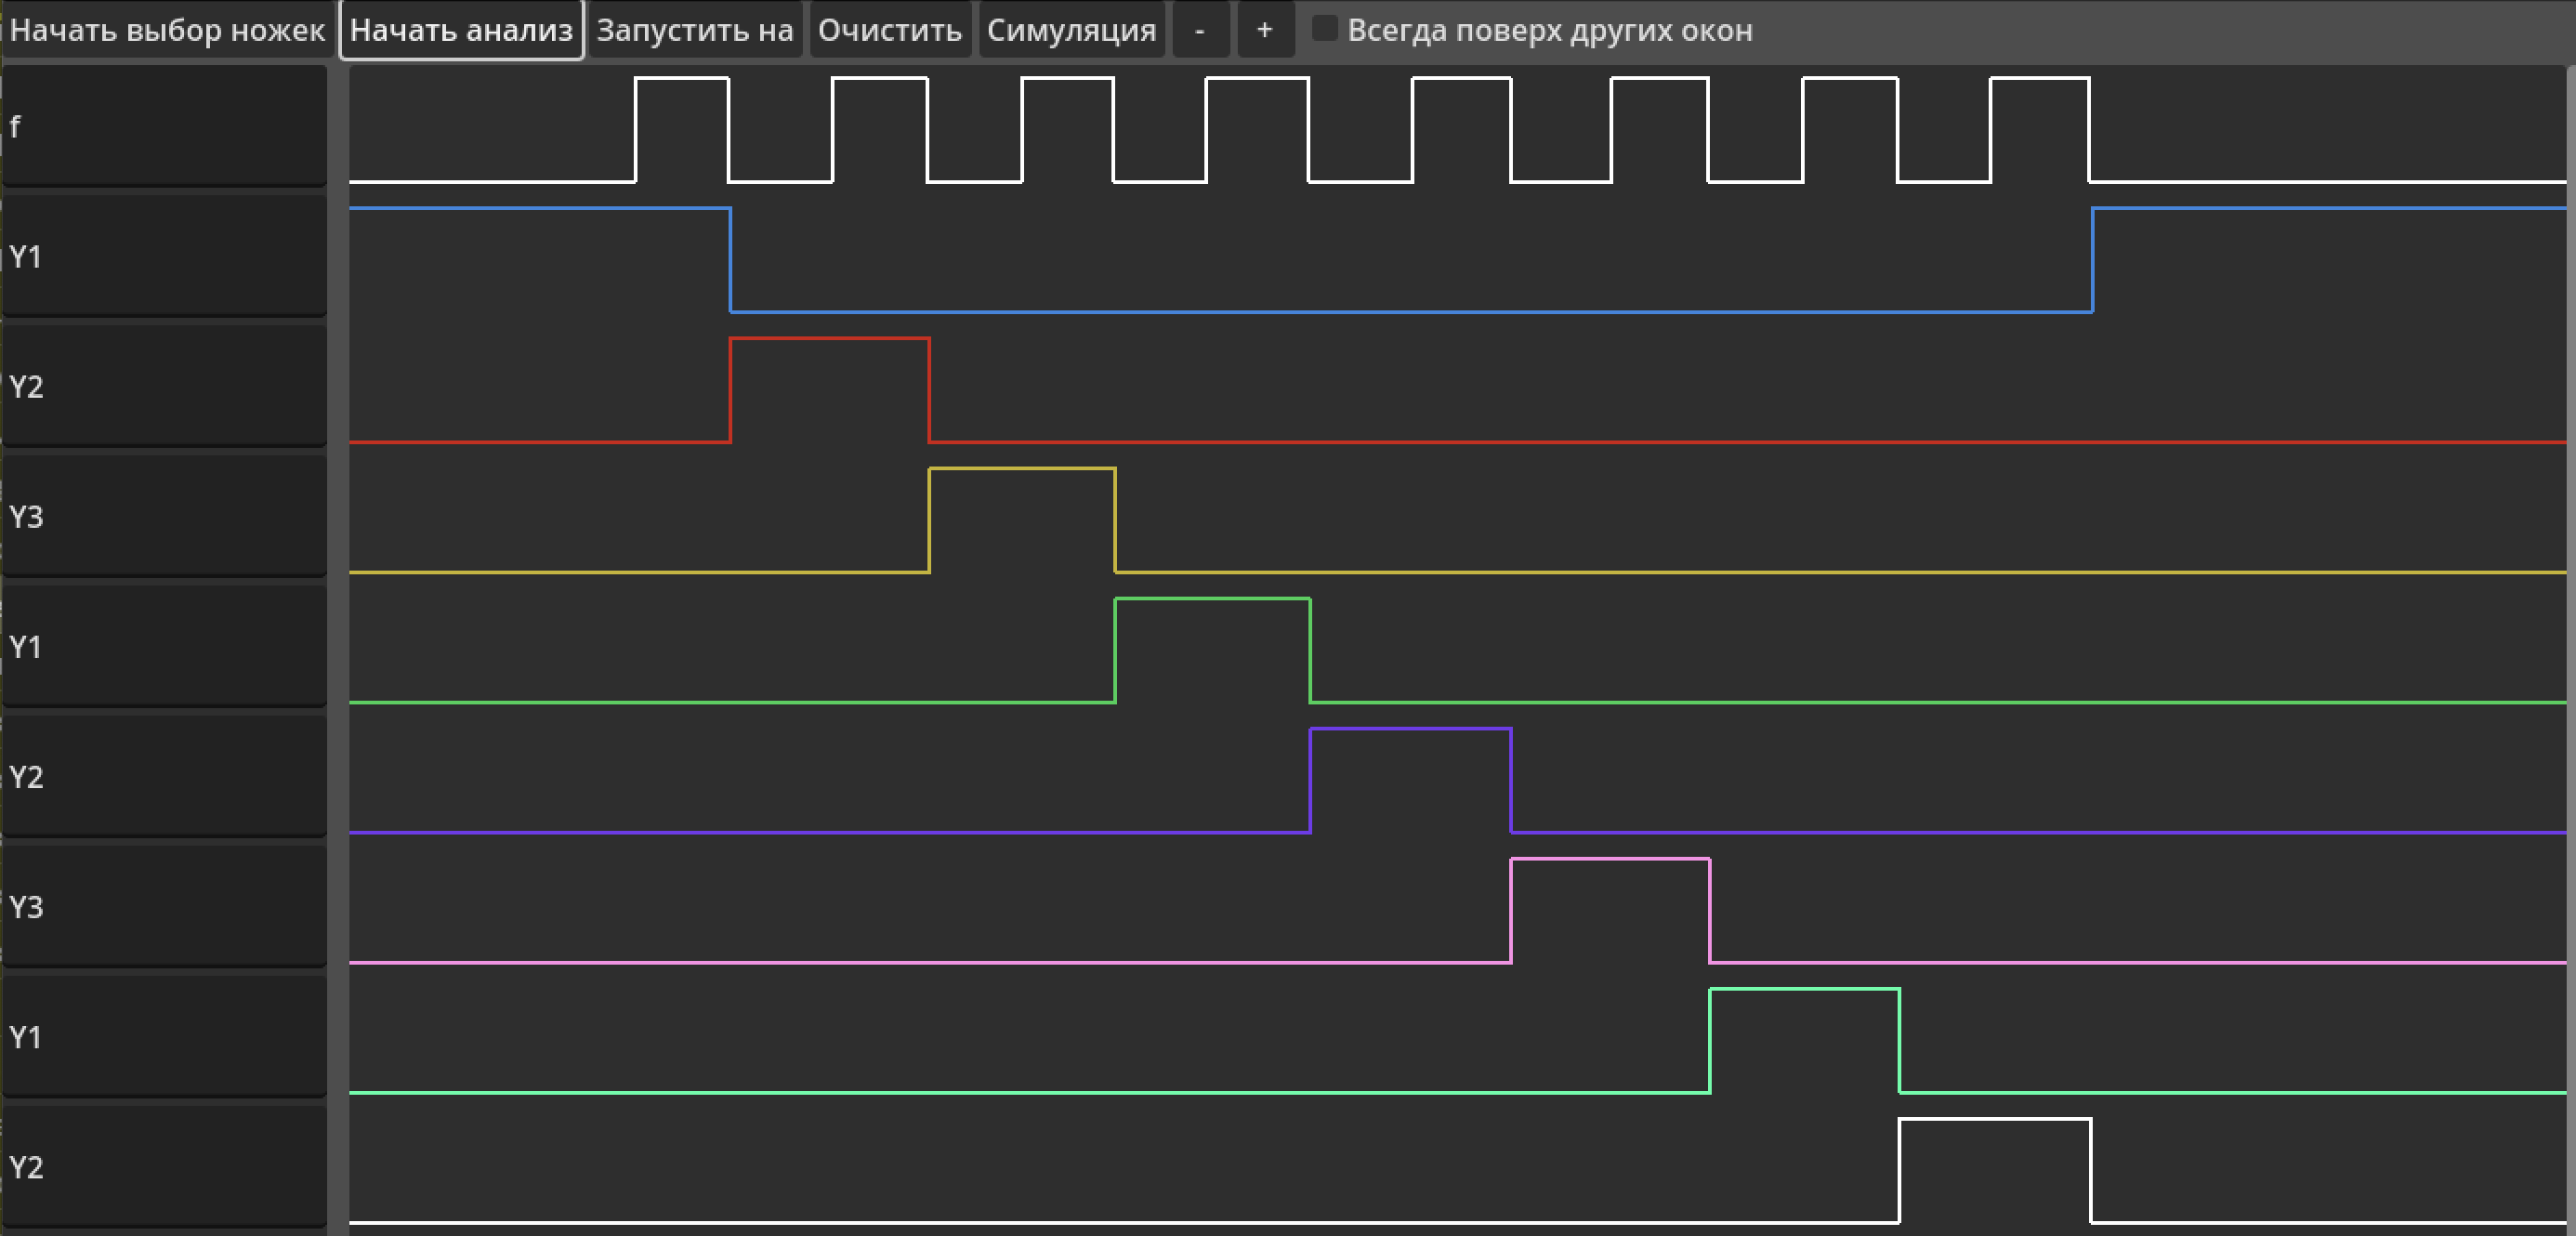 Начать выбор ножек Начать анализ Запустить на Очистить Симуляция - + Всегда поверх других окон
f
Y1
Y2
Y3
Y1
Y2
Y3
Y1
Y2